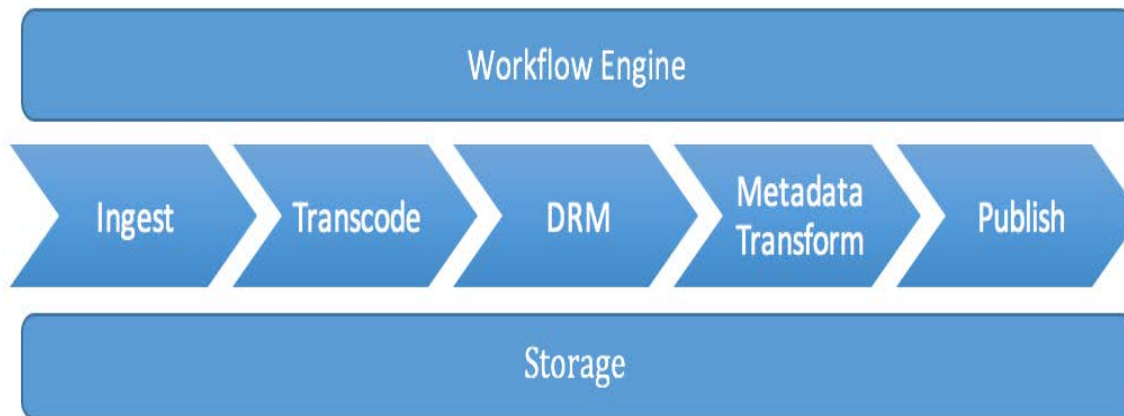 Workflow Engine
Ingest
Transcode
DRM
Metadata
Transform
Publish
Storage